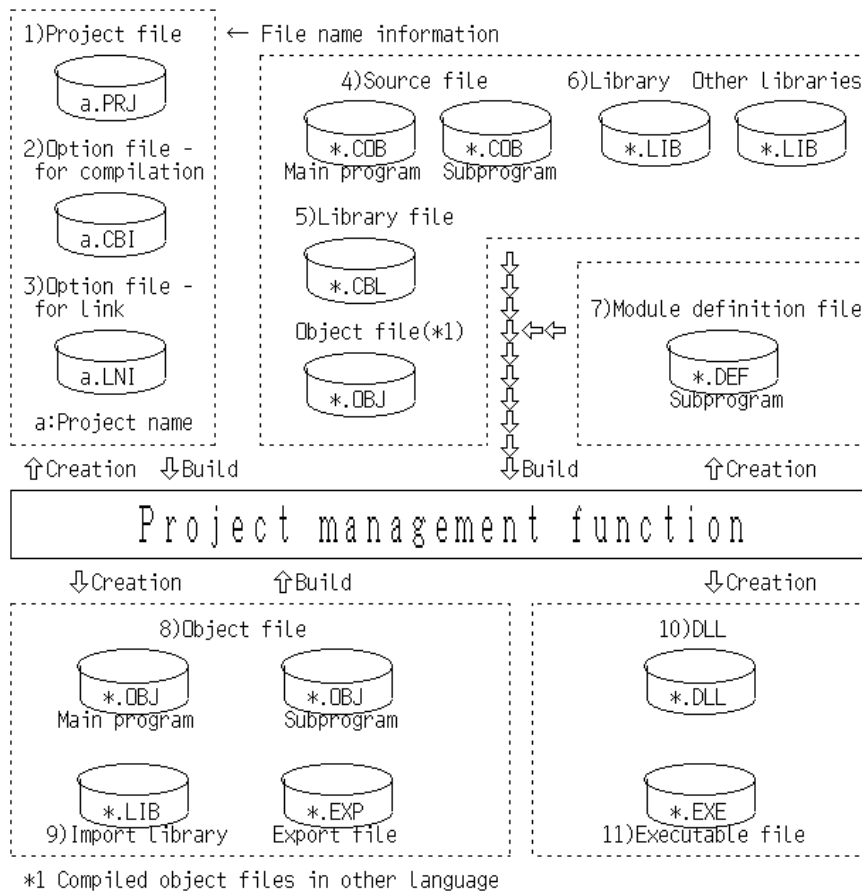 1)Project file
← File name information
a.PRJ
2)Option file -
for compilation
a.CBI
3)Option file -
for link
a.LNI
a:Project name
4)Source file
6)Library Other libraries
*.COB
*.COB
*.LIB
*.LIB
Main program
Subprogram
5)Library file
*.CBL
Object file(*1)
*.OBJ
7)Module definition file
*.DEF
Subprogram
⇧Creation ⇩Build
⇩Build
⇧Creation
Project management function
⇩Creation
⇧Build
⇩Creation
8)Object file
*.OBJ
*.OBJ
Main program
Subprogram
*.LIB
*.EXP
9)Import library
Export file
10)DLL
*.DLL
*.EXE
11)Executable file
*1 Compiled object files in other language